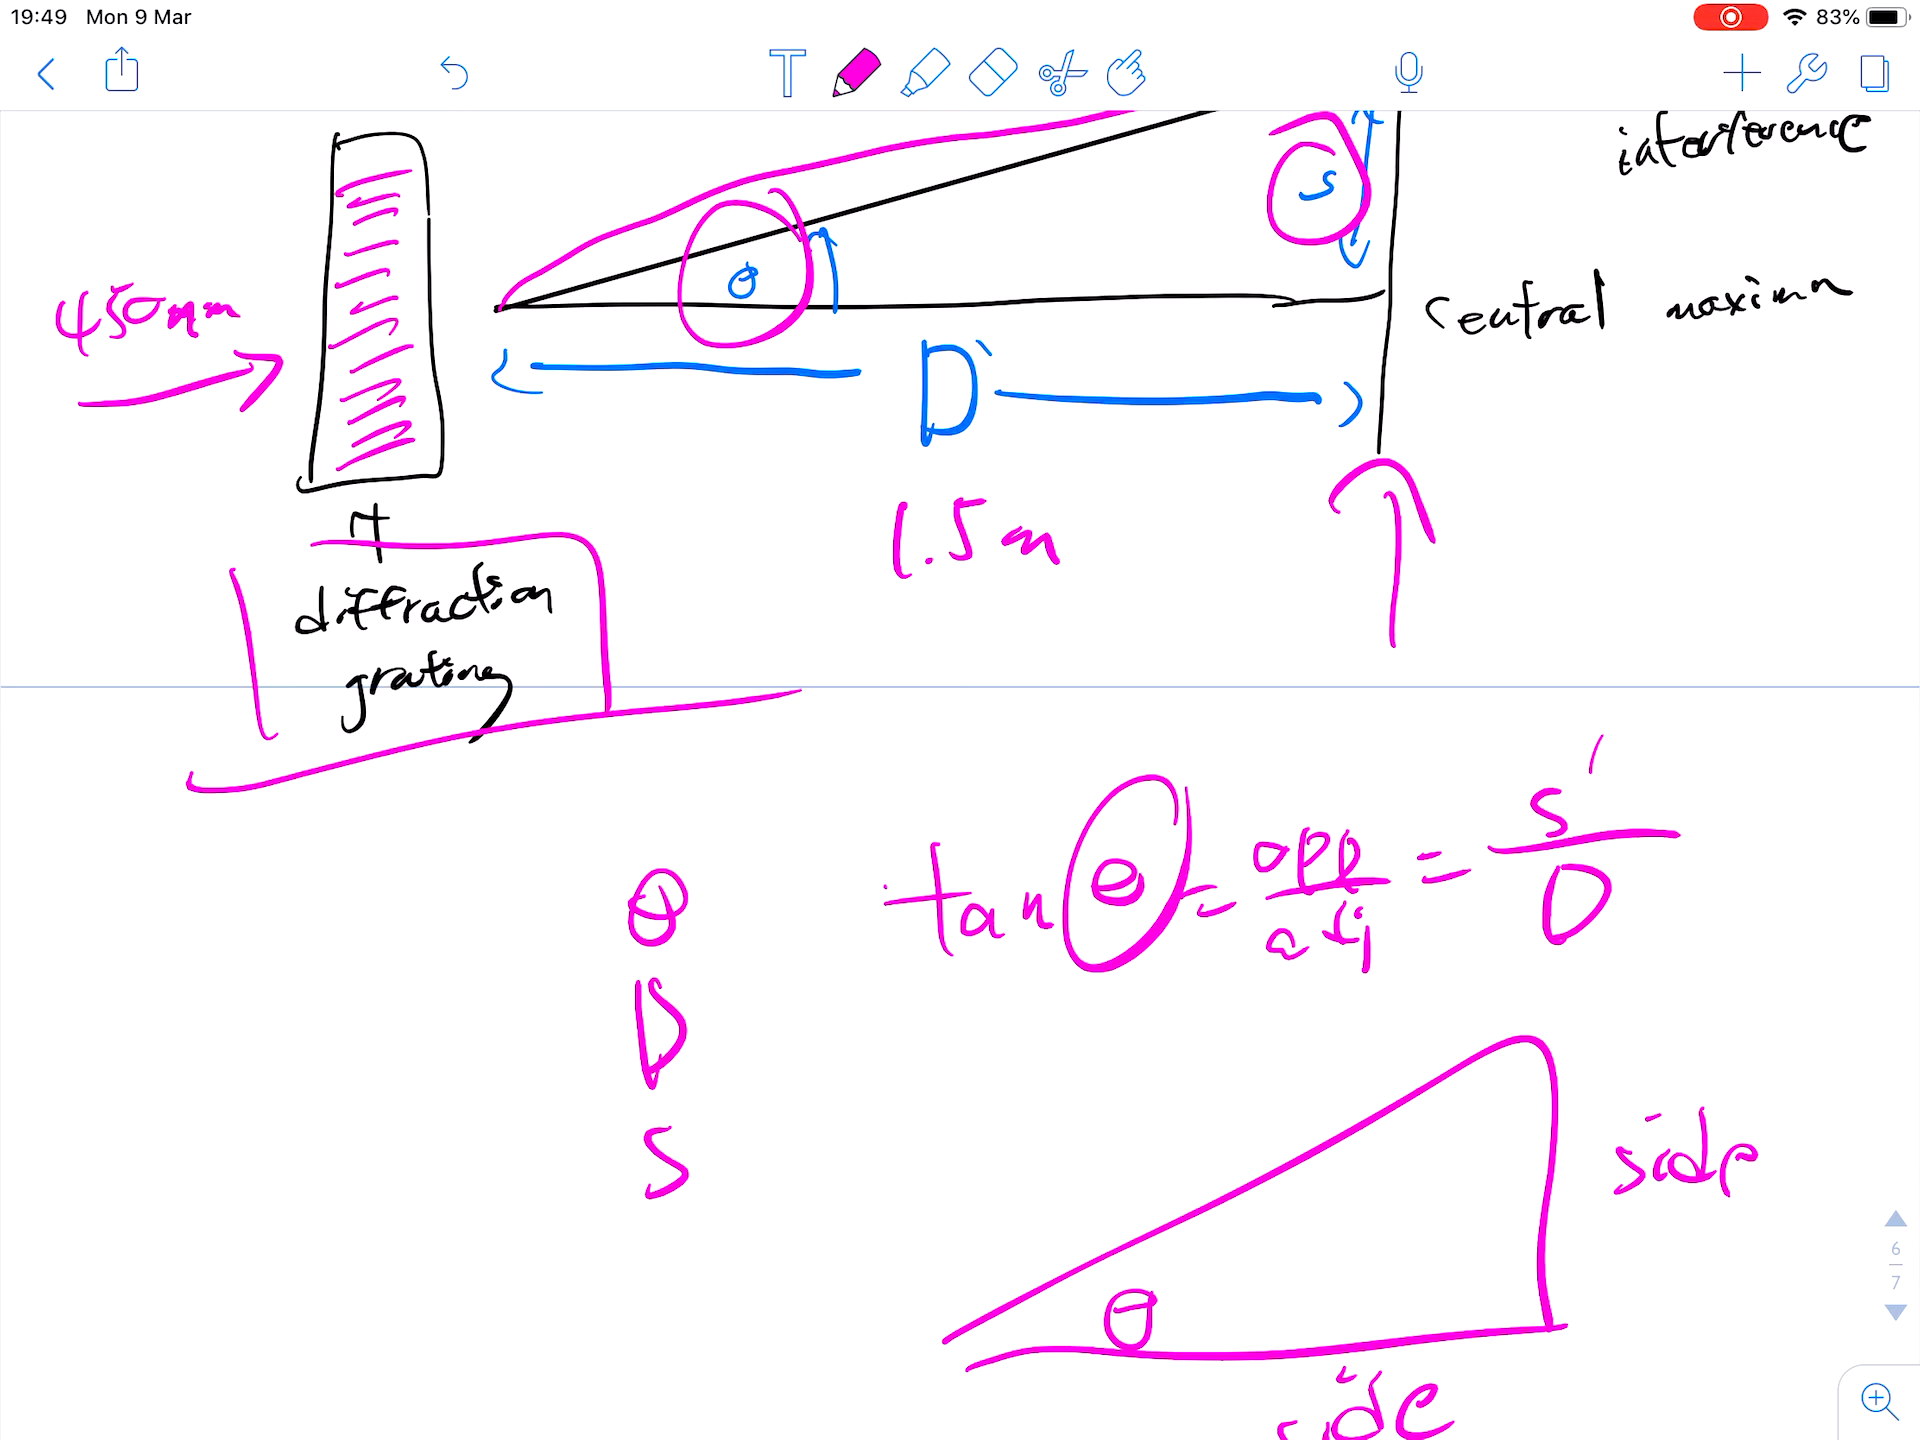 19:49 Mon 9 Mar
83%
T
interference
S
θ
450nm
central maxima
D
1.5m
diffraction
grating
tan θ = opp/adj = S/D
θ
D
S
side
θ
side
6
7